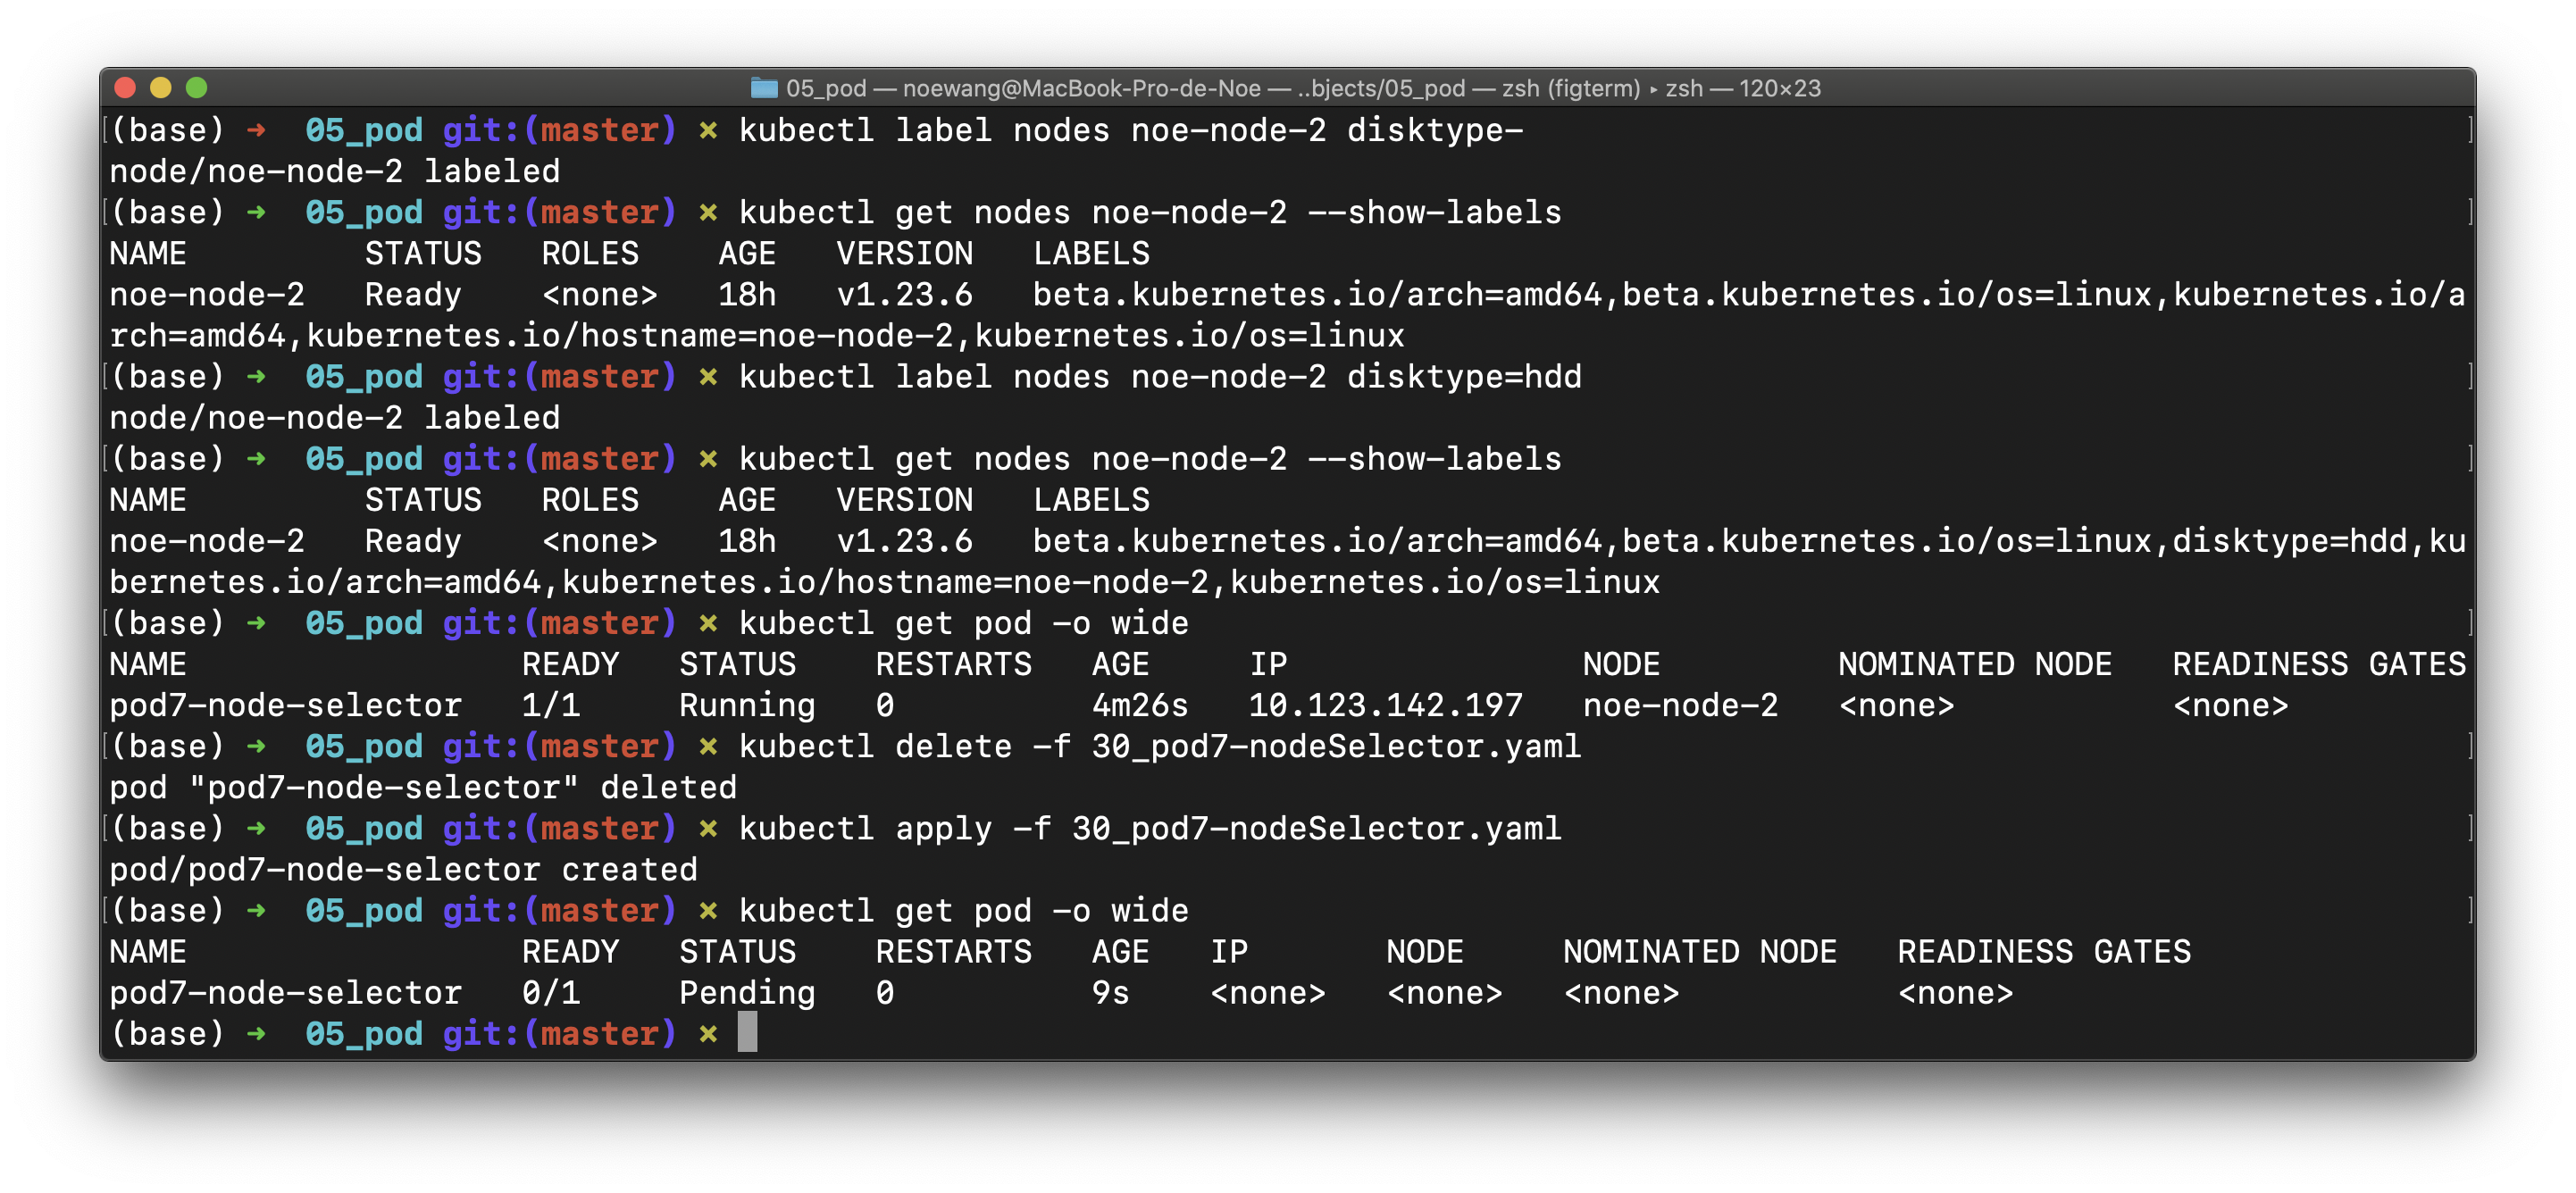 05_pod — noewang@MacBook-Pro-de-Noe — ..bjects/05_pod — zsh (figterm) ▸ zsh — 120×23
[(base) ➜  05_pod git:(master) ✗ kubectl label nodes noe-node-2 disktype- ]
node/noe-node-2 labeled
[(base) ➜  05_pod git:(master) ✗ kubectl get nodes noe-node-2 --show-labels ]
NAME         STATUS   ROLES    AGE   VERSION   LABELS
noe-node-2   Ready    <none>   18h   v1.23.6   beta.kubernetes.io/arch=amd64,beta.kubernetes.io/os=linux,kubernetes.io/a
rch=amd64,kubernetes.io/hostname=noe-node-2,kubernetes.io/os=linux
[(base) ➜  05_pod git:(master) ✗ kubectl label nodes noe-node-2 disktype=hdd ]
node/noe-node-2 labeled
[(base) ➜  05_pod git:(master) ✗ kubectl get nodes noe-node-2 --show-labels ]
NAME         STATUS   ROLES    AGE   VERSION   LABELS
noe-node-2   Ready    <none>   18h   v1.23.6   beta.kubernetes.io/arch=amd64,beta.kubernetes.io/os=linux,disktype=hdd,ku
bernetes.io/arch=amd64,kubernetes.io/hostname=noe-node-2,kubernetes.io/os=linux
[(base) ➜  05_pod git:(master) ✗ kubectl get pod -o wide ]
NAME                 READY   STATUS    RESTARTS   AGE     IP               NODE         NOMINATED NODE   READINESS GATES
pod7-node-selector   1/1     Running   0          4m26s   10.123.142.197   noe-node-2   <none>           <none>
[(base) ➜  05_pod git:(master) ✗ kubectl delete -f 30_pod7-nodeSelector.yaml ]
pod "pod7-node-selector" deleted
[(base) ➜  05_pod git:(master) ✗ kubectl apply -f 30_pod7-nodeSelector.yaml ]
pod/pod7-node-selector created
[(base) ➜  05_pod git:(master) ✗ kubectl get pod -o wide ]
NAME                 READY   STATUS    RESTARTS   AGE   IP       NODE     NOMINATED NODE   READINESS GATES
pod7-node-selector   0/1     Pending   0          9s    <none>   <none>   <none>           <none>
(base) ➜  05_pod git:(master) ✗